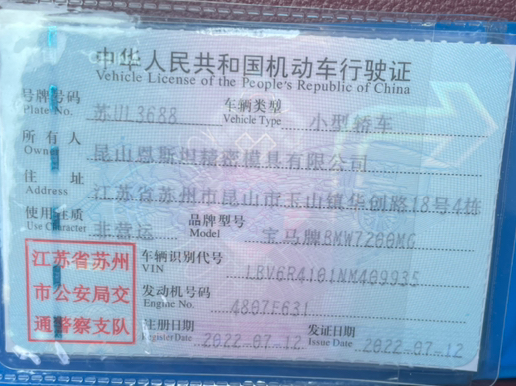 中华人民共和国机动车行驶证
Vehicle License of the People's Republic of China
号牌号码 苏UL3688 车辆类型 小型轿车
Plate No. Vehicle Type
所有人 昆山恩斯坦精密模具有限公司
Owner
住址 江苏省苏州市昆山市玉山镇华创路18号4栋
Address
使用性质 非营运 品牌型号 宝马牌BMW7200MG
Use Character Model
江苏省苏州 车辆识别代号 LBV6R4101NM409935
VIN
市公安局交 发动机号码 4807F631
Engine No.
通警察支队 注册日期 2022-07-12 发证日期 2022-07-12
Register Date Issue Date